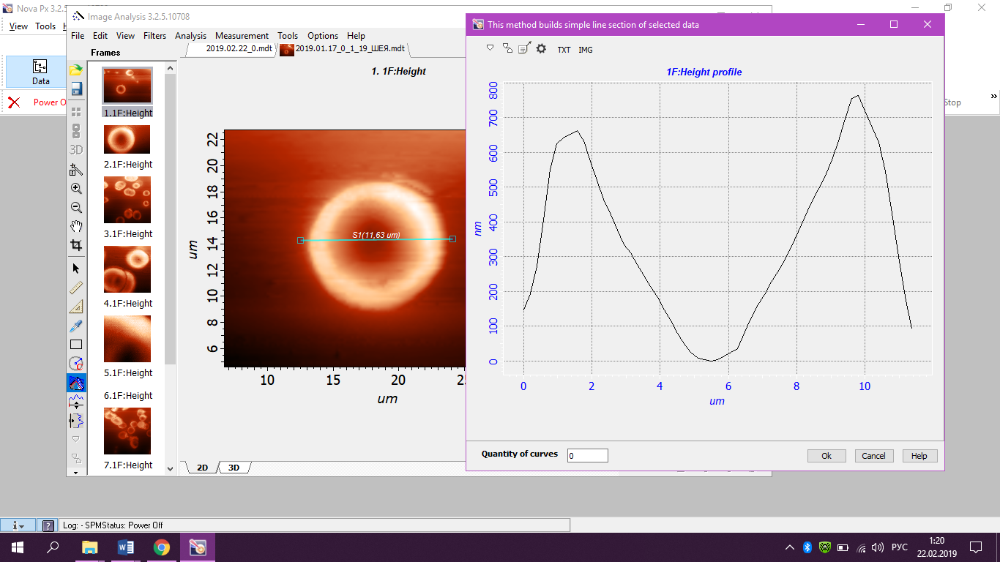 Nova Px 3.2.5
View Tools
Data
Power O
Stop
Image Analysis 3.2.5.10708
File Edit View Filters Analysis Measurement Tools Options Help
Frames
2019.02.22_0.mdt
2019.01.17_0_1_19_ШЕЯ.mdt
3D
1.1F:Height
2.1F:Height
3.1F:Height
4.1F:Height
5.1F:Height
6.1F:Height
7.1F:Height
1. 1F:Height
22
20
18
16
14
12
10
8
6
um
S1(11,63 um)
10 15 20 25
um
2D 3D
This method builds simple line section of selected data
TXT IMG
1F:Height profile
800
700
600
500
400
300
200
100
0
nm
0 2 4 6 8 10
um
Quantity of curves 0
Ok Cancel Help
Log: - SPMStatus: Power Off
РУС
1:20
22.02.2019